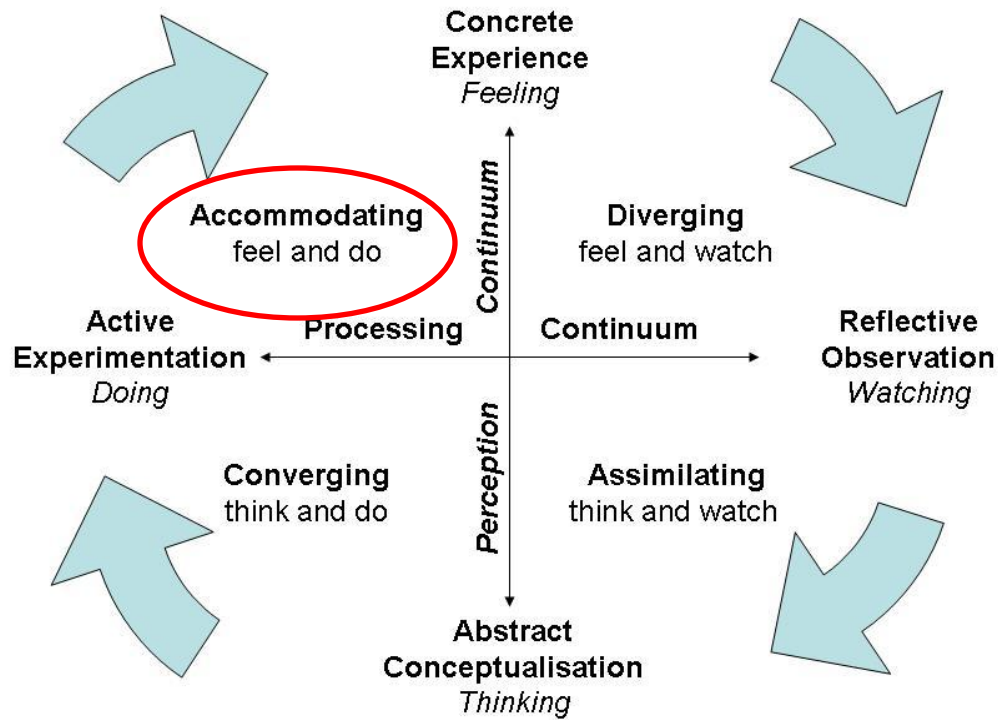 Concrete
Experience
Feeling
Accommodating
feel and do
Continuum
Diverging
feel and watch
Active
Experimentation
Doing
Processing
Continuum
Reflective
Observation
Watching
Converging
think and do
Perception
Assimilating
think and watch
Abstract
Conceptualisation
Thinking